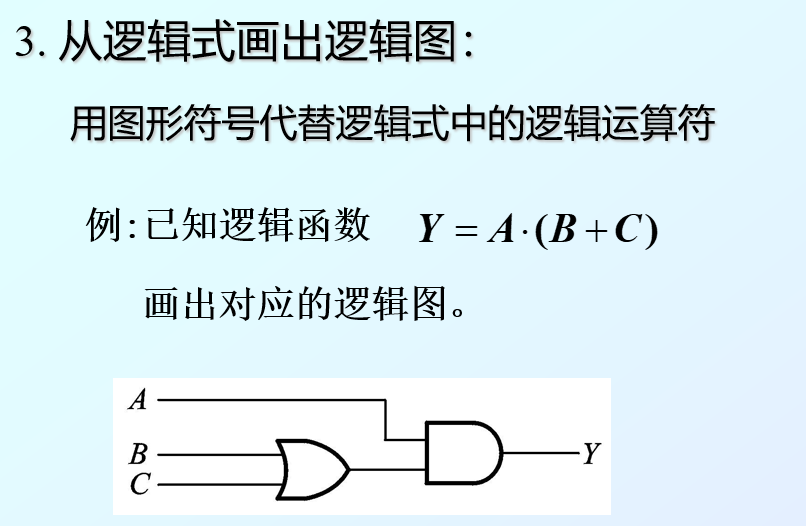 3. 从逻辑式画出逻辑图：
用图形符号代替逻辑式中的逻辑运算符
例：已知逻辑函数 Y = A·(B+C)
画出对应的逻辑图。
A
B
C
Y